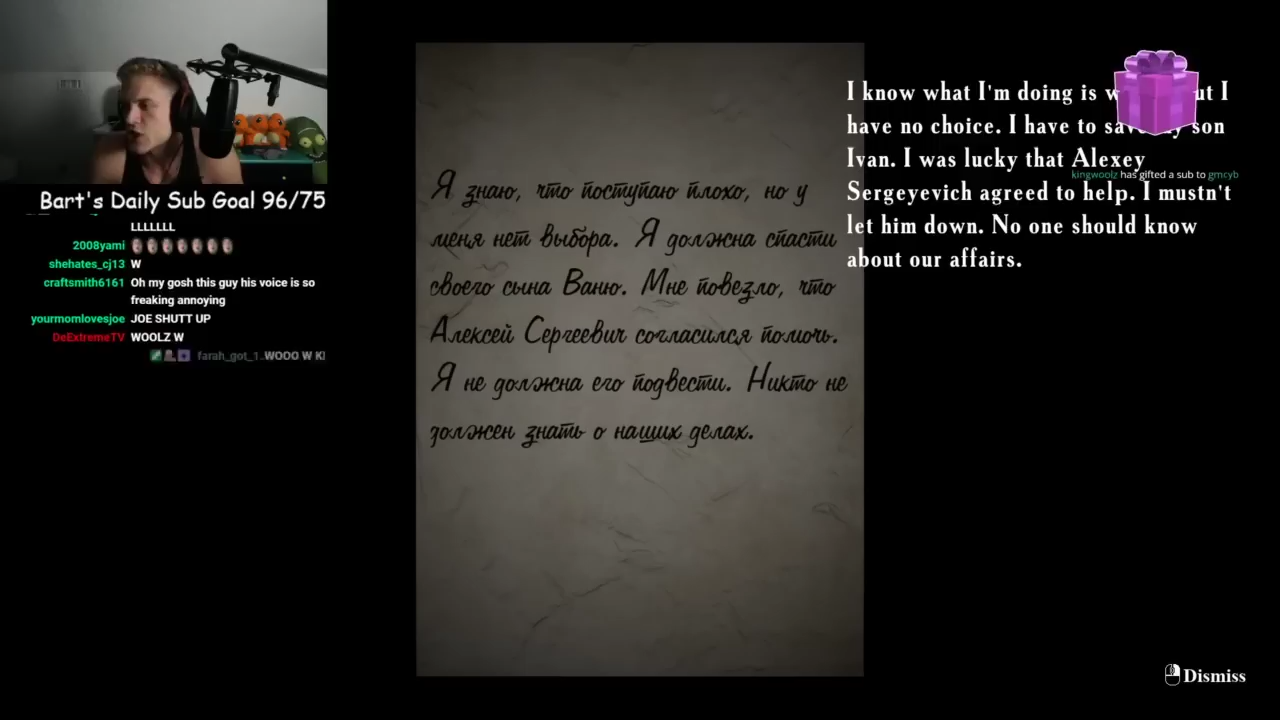 Bart's Daily Sub Goal 96/75
LLLLLLL
2008yami
shehates_cj13 W
craftsmith6161 Oh my gosh this guy his voice is so
freaking annoying
yourmomlovesjoe JOE SHUTT UP
DeExtremeTV WOOLZ W
farah_got_1 WOOO W K
Я знаю, что поступаю плохо, но у
меня нет выбора. Я должна спасти
своего сына Ваню. Мне повезло, что
Алексей Сергеевич согласился помочь.
Я не должна его подвести. Никто не
должен знать о наших делах.
I know what I'm doing is ut I
have no choice. I have to son
Ivan. I was lucky that Alexey
kingwoolz has gifted a sub to gmcyb
Sergeyevich agreed to help. I mustn't
let him down. No one should know
about our affairs.
Dismiss